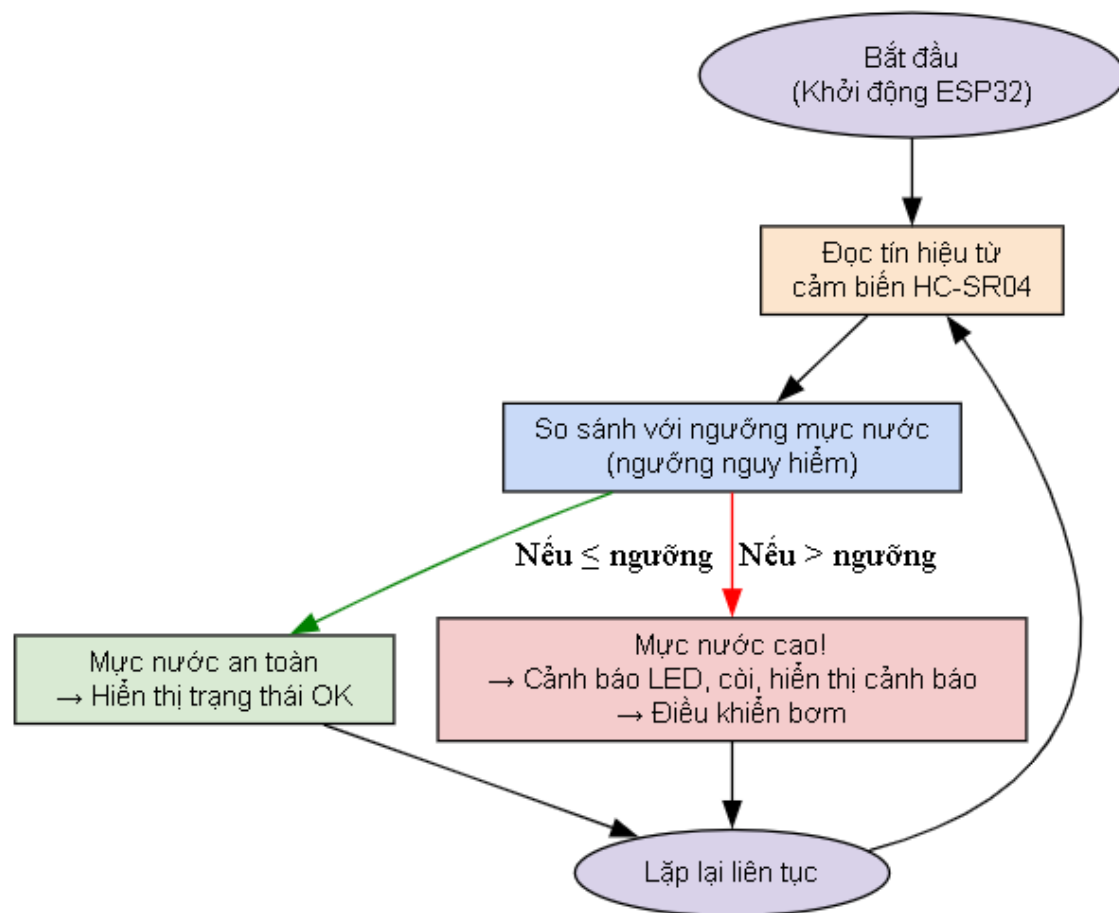 Bắt đầu
(Khởi động ESP32)
Đọc tín hiệu từ
cảm biến HC-SR04
So sánh với ngưỡng mực nước
(ngưỡng nguy hiểm)
Nếu ≤ ngưỡng
Nếu > ngưỡng
Mực nước an toàn
→ Hiển thị trạng thái OK
Mực nước cao!
→ Cảnh báo LED, còi, hiển thị cảnh báo
→ Điều khiển bơm
Lặp lại liên tục